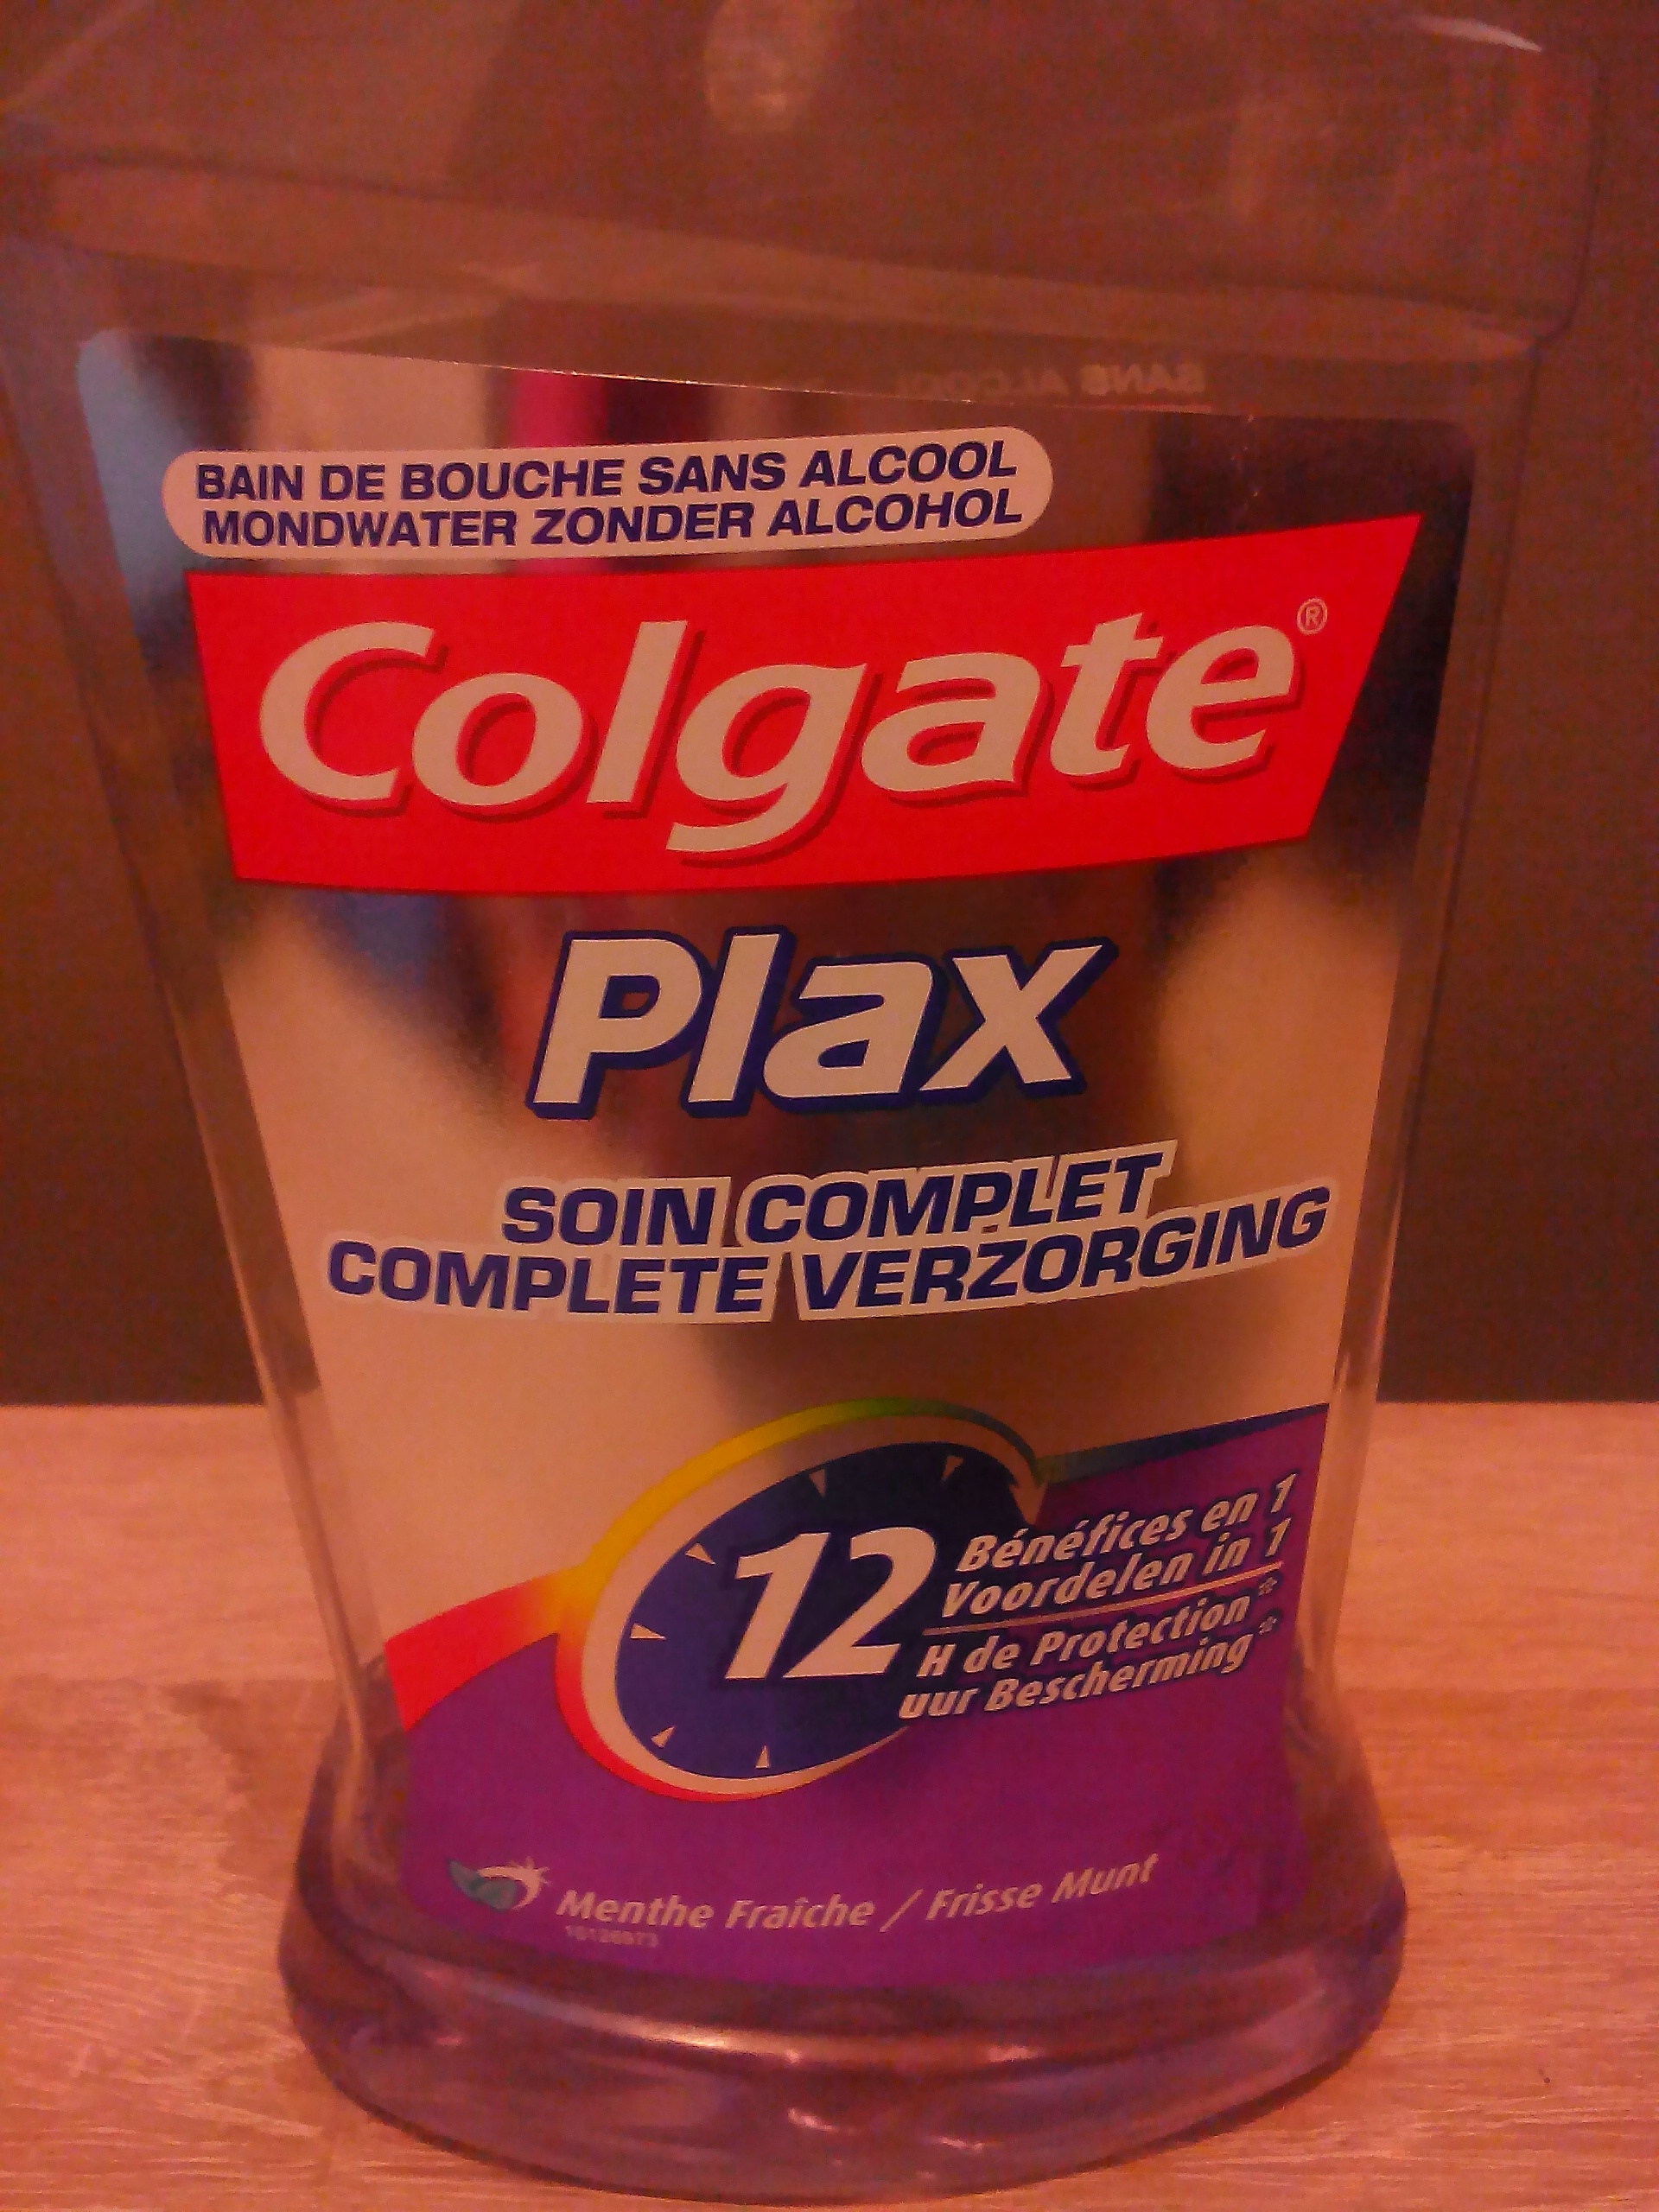 BAIN DE BOUCHE SANS ALCOOL
MONDWATER ZONDER ALCOHOL
Colgate®
Plax
SOIN COMPLET
COMPLETE VERZORGING
12
Bénéfices en 1
Voordelen in 1
H de Protection*
uur Bescherming*
Menthe Fraîche / Frisse Munt